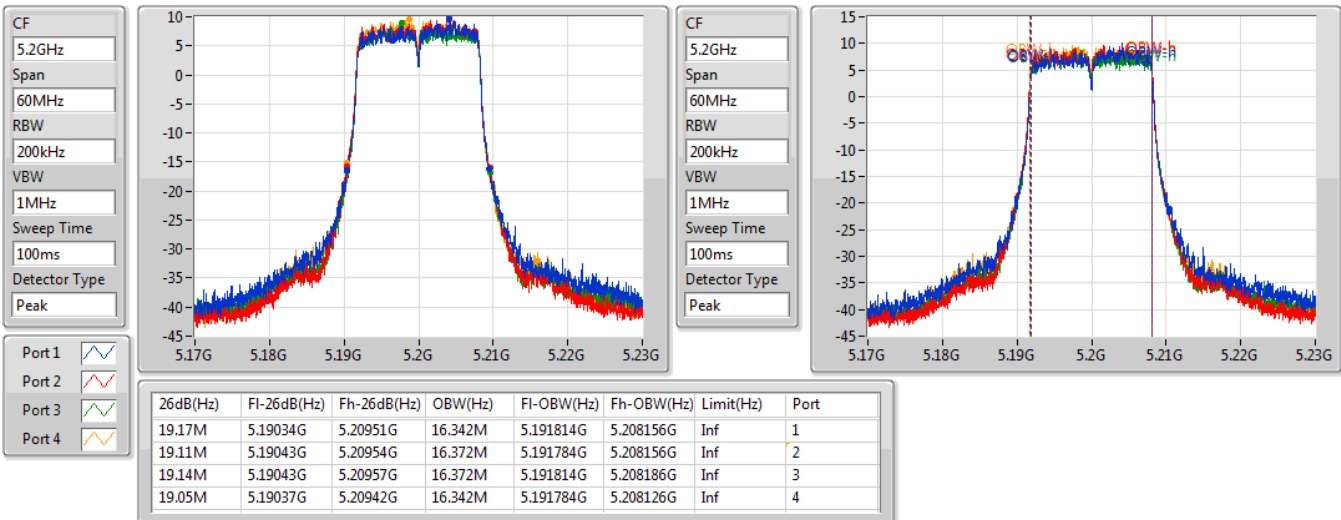 CF
5.2GHz
Span
60MHz
RBW
200kHz
VBW
1MHz
Sweep Time
100ms
Detector Type
Peak
10
5
0
-5
-10
-15
-20
-25
-30
-35
-40
-45
5.17G 5.18G 5.19G 5.2G 5.21G 5.22G 5.23G
CF
5.2GHz
Span
60MHz
RBW
200kHz
VBW
1MHz
Sweep Time
100ms
Detector Type
Peak
15
10
5
0
-5
-10
-15
-20
-25
-30
-35
-40
-45
OBW-h
5.17G 5.18G 5.19G 5.2G 5.21G 5.22G 5.23G
Port 1
Port 2
Port 3
Port 4
26dB(Hz) Fl-26dB(Hz) Fh-26dB(Hz) OBW(Hz) Fl-OBW(Hz) Fh-OBW(Hz) Limit(Hz) Port
19.17M 5.19034G 5.20951G 16.342M 5.191814G 5.208156G Inf 1
19.11M 5.19043G 5.20954G 16.372M 5.191784G 5.208156G Inf 2
19.14M 5.19043G 5.20957G 16.372M 5.191814G 5.208186G Inf 3
19.05M 5.19037G 5.20942G 16.342M 5.191784G 5.208126G Inf 4